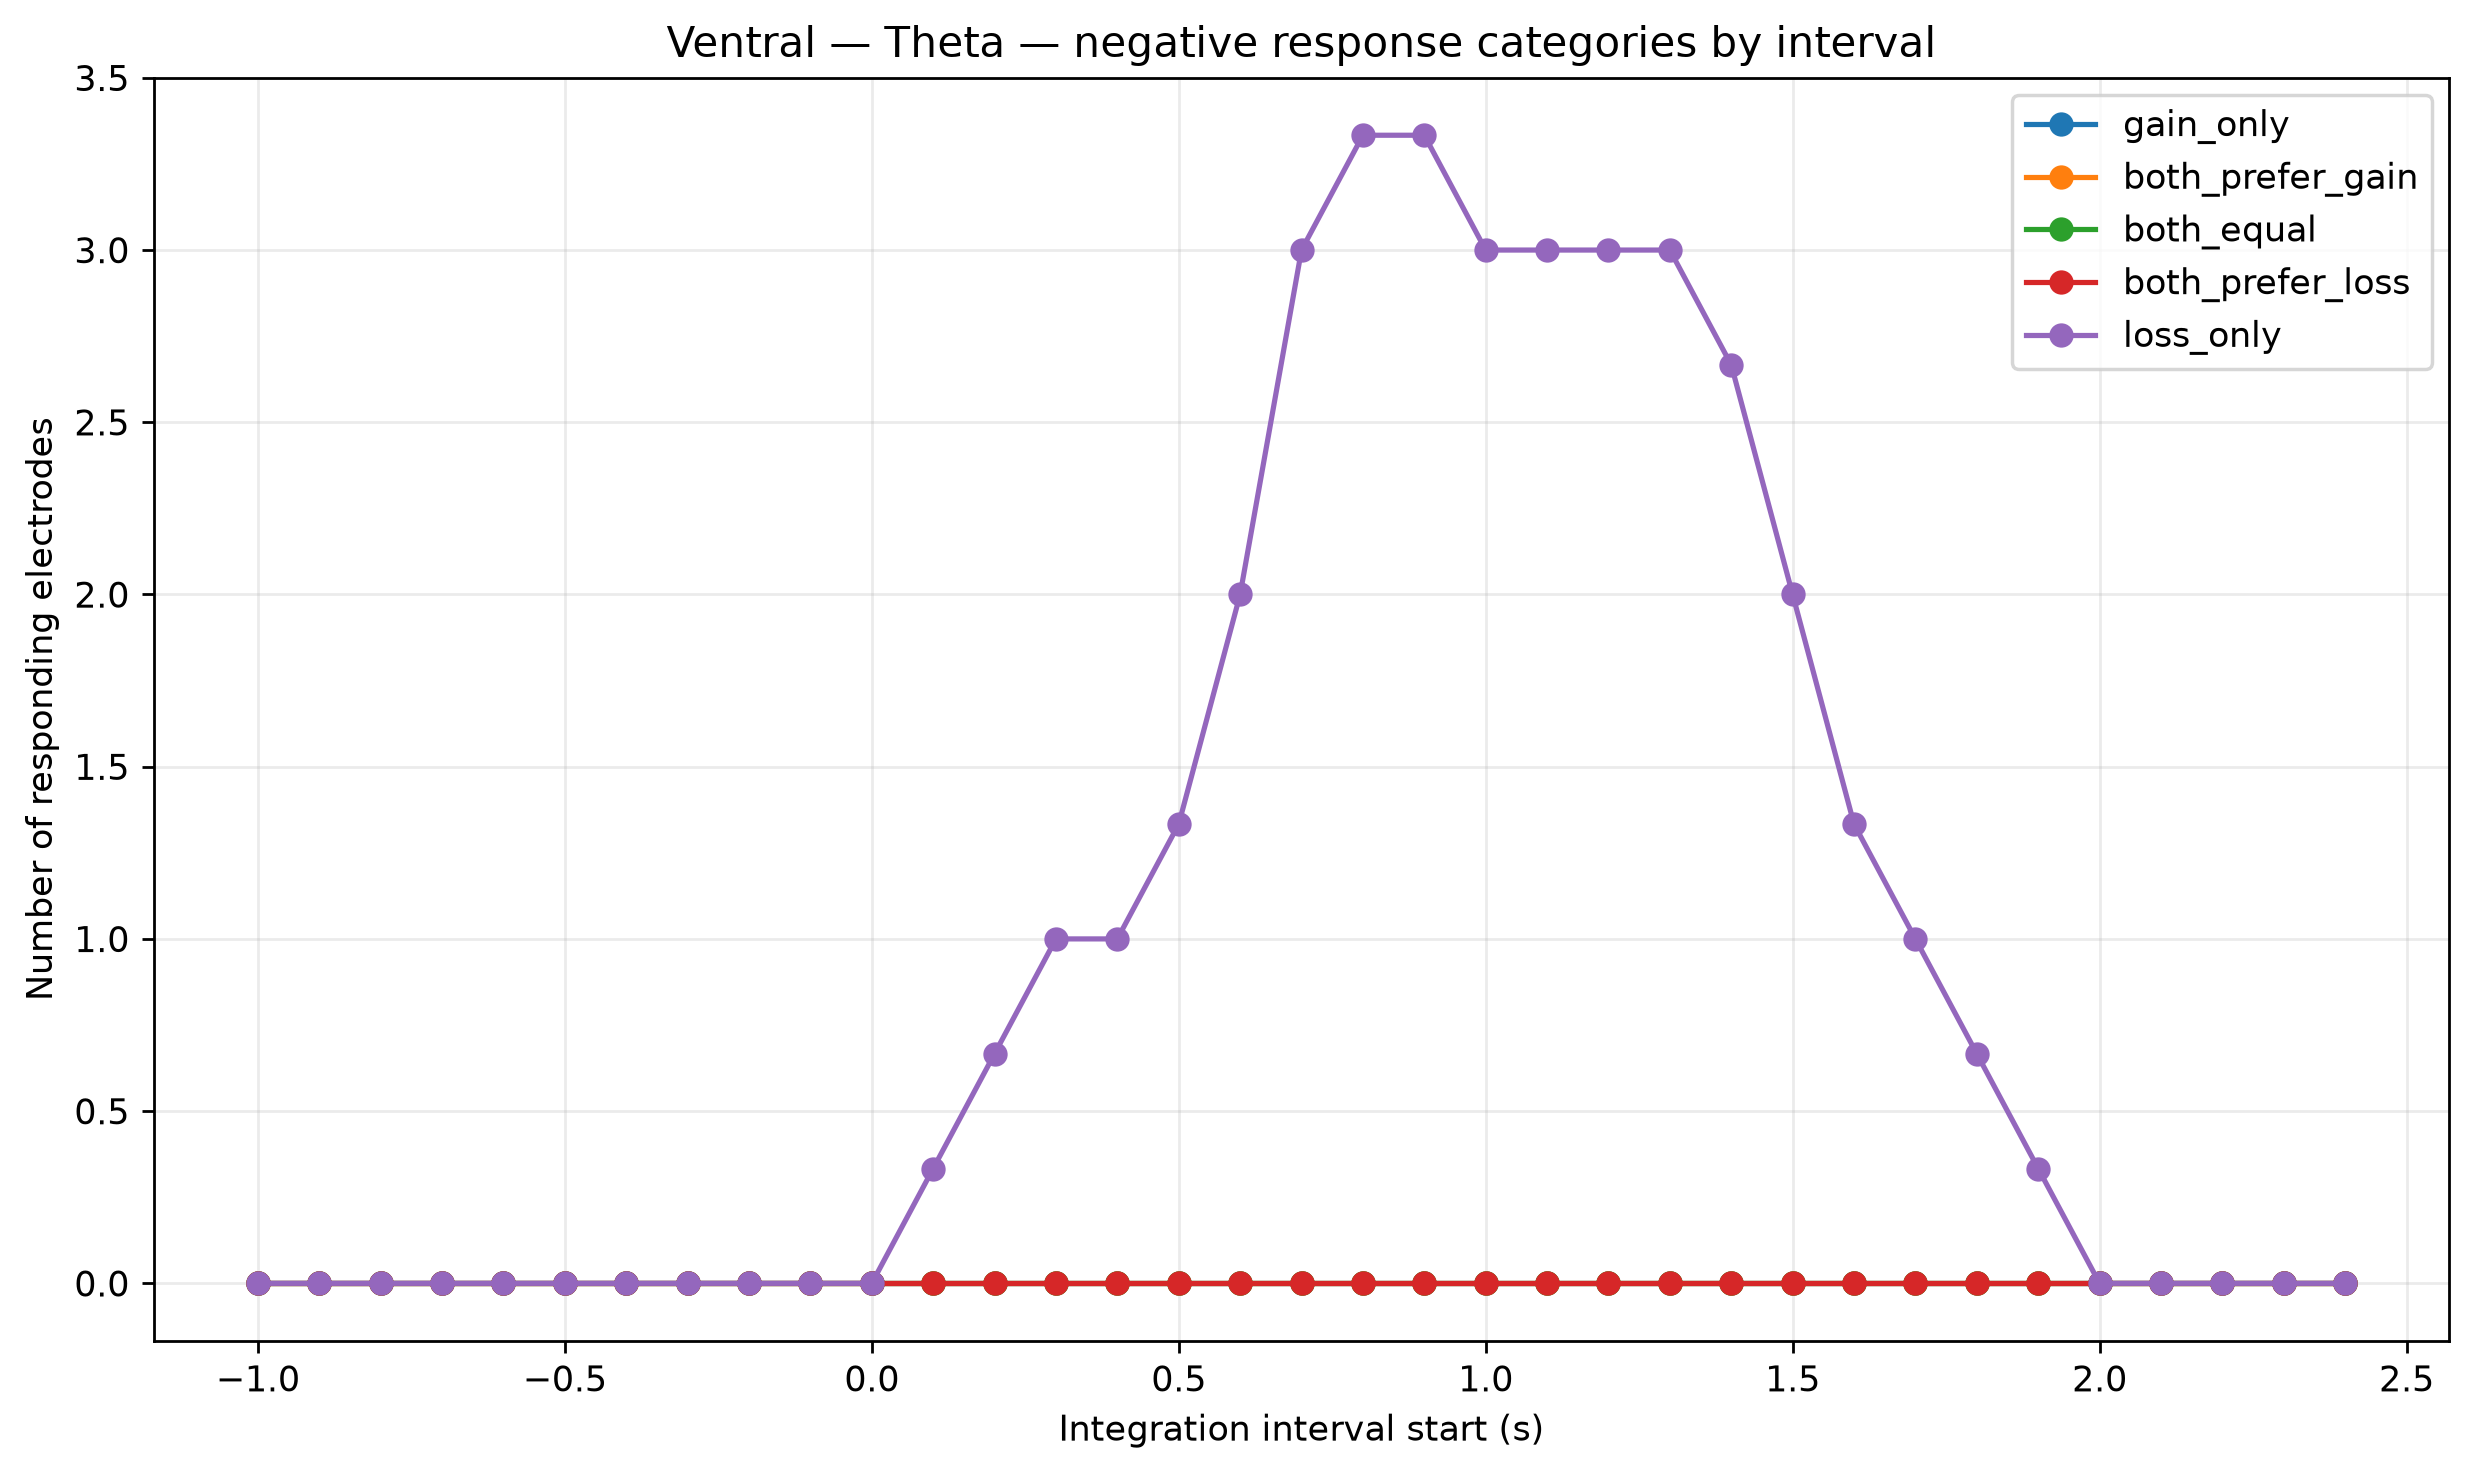 Ventral — Theta — negative response categories by interval
3.5
3.0
2.5
2.0
1.5
1.0
0.5
0.0
Number of responding electrodes
gain_only
both_prefer_gain
both_equal
both_prefer_loss
loss_only
−1.0
−0.5
0.0
0.5
1.0
1.5
2.0
2.5
Integration interval start (s)